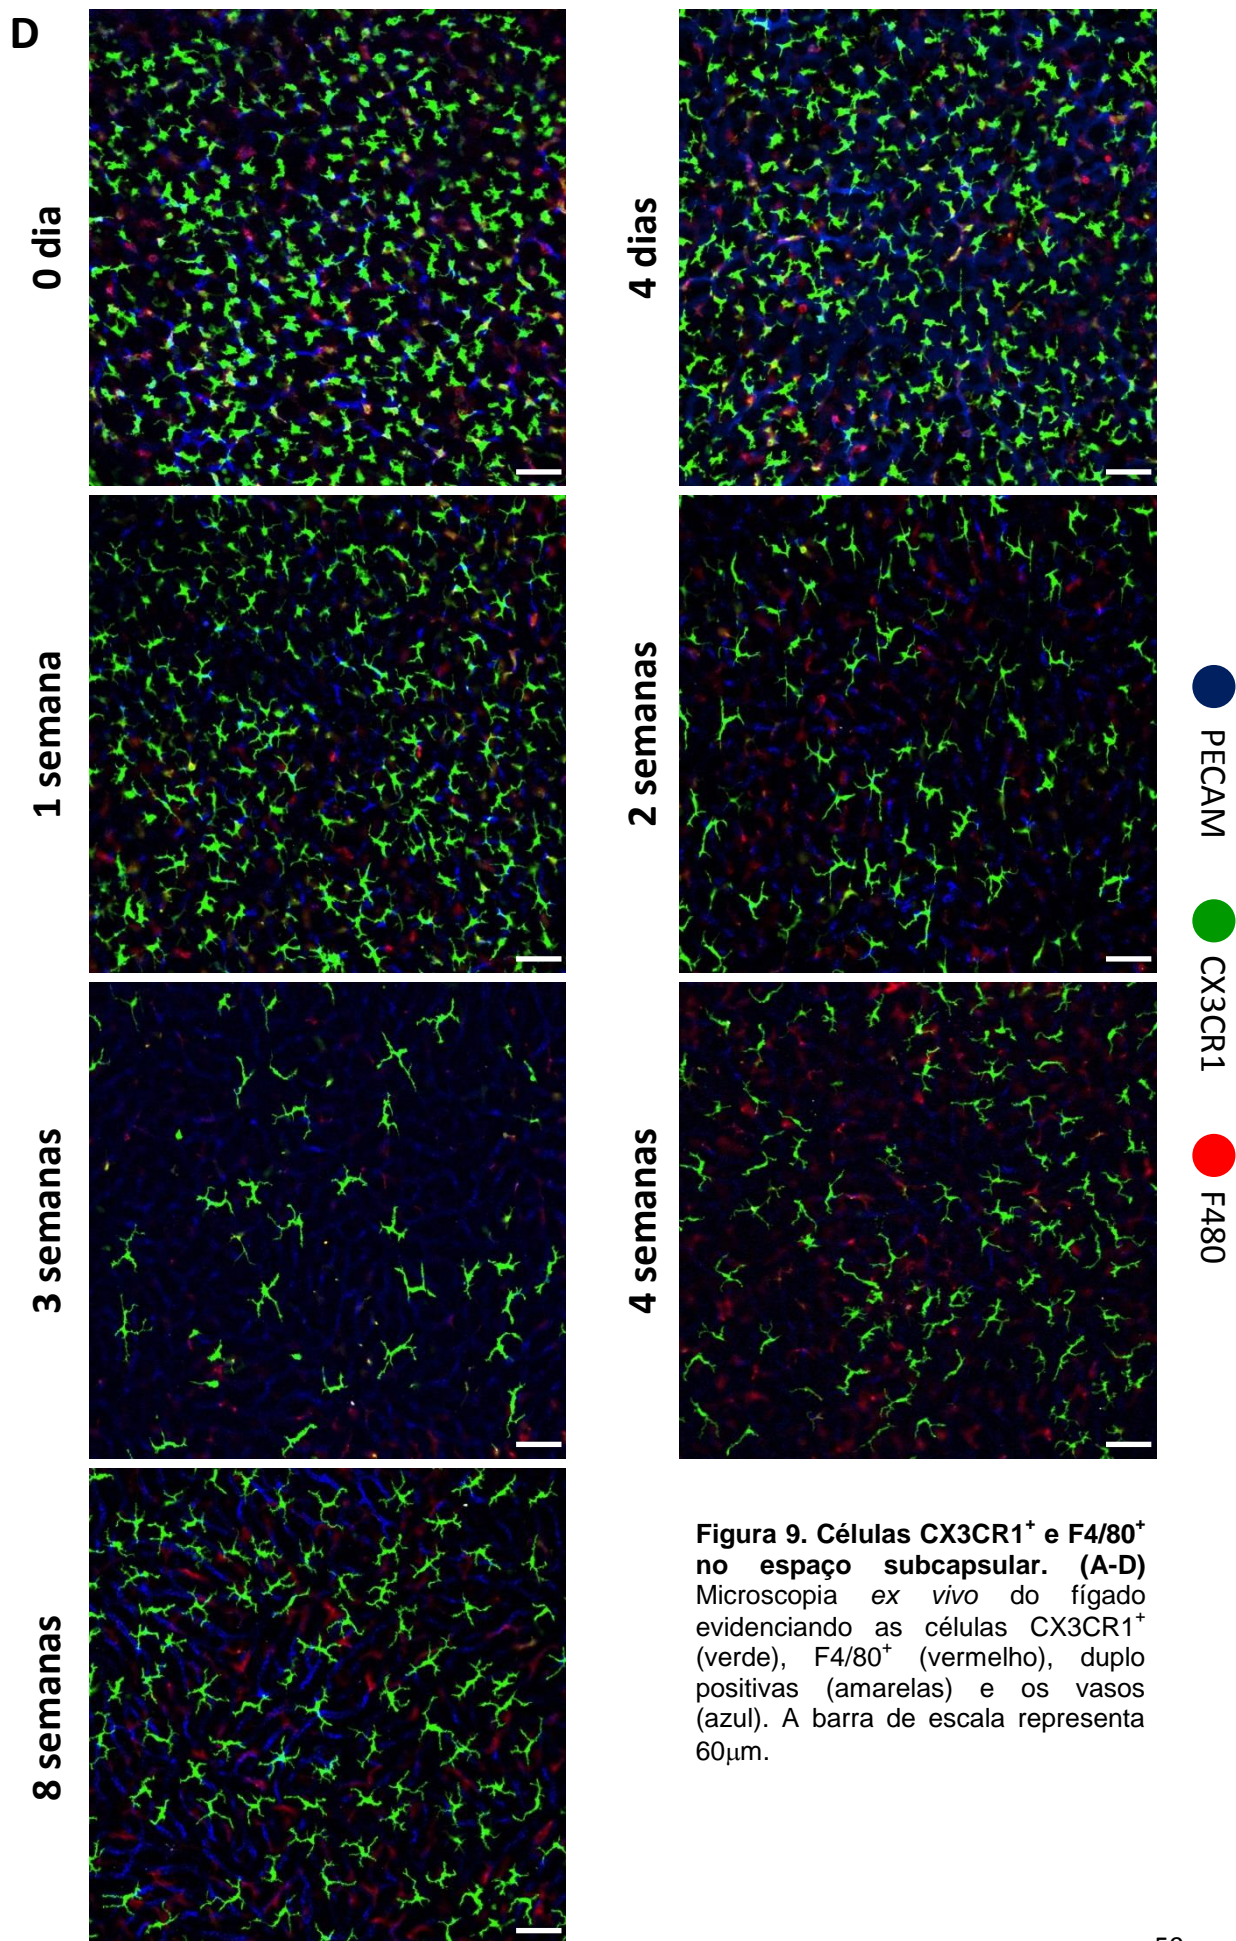 D
0 dia
4 dias
1 semana
2 semanas
3 semanas
4 semanas
8 semanas
PECAM
CX3CR1
F480
Figura 9. Células CX3CR1⁺ e F4/80⁺
no espaço subcapsular. (A-D)
Microscopia ex vivo do fígado
evidenciando as células CX3CR1⁺
(verde), F4/80⁺ (vermelho), duplo
positivas (amarelas) e os vasos
(azul). A barra de escala representa
60µm.